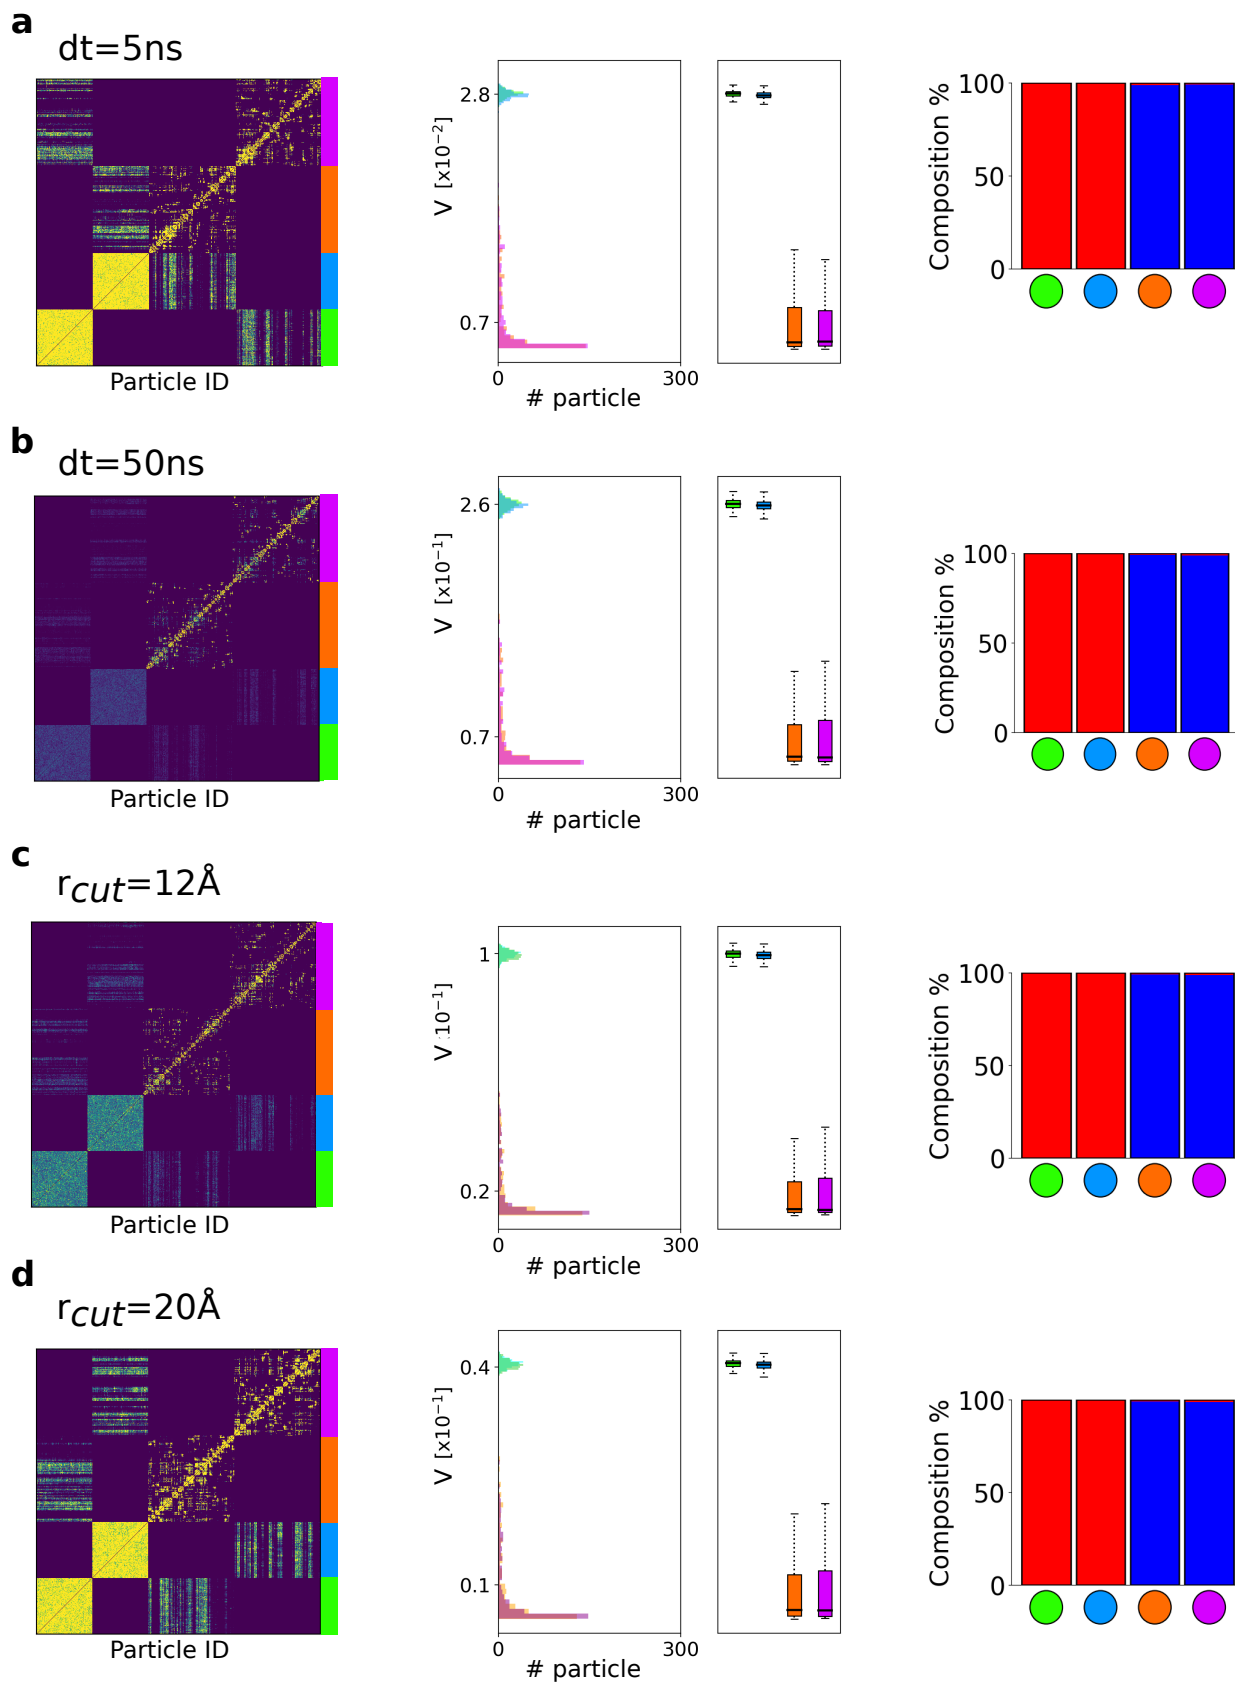 a
dt=5ns
Particle ID
V [x10⁻²]
2.8
0.7
0
300
# particle
Composition %
100
50
0
b
dt=50ns
Particle ID
V [x10⁻¹]
2.6
0.7
0
300
# particle
Composition %
100
50
0
c
rcut=12Å
Particle ID
V :10⁻¹]
1
0.2
0
300
# particle
Composition %
100
50
0
d
rcut=20Å
Particle ID
V [x10⁻¹]
0.4
0.1
0
300
# particle
Composition %
100
50
0